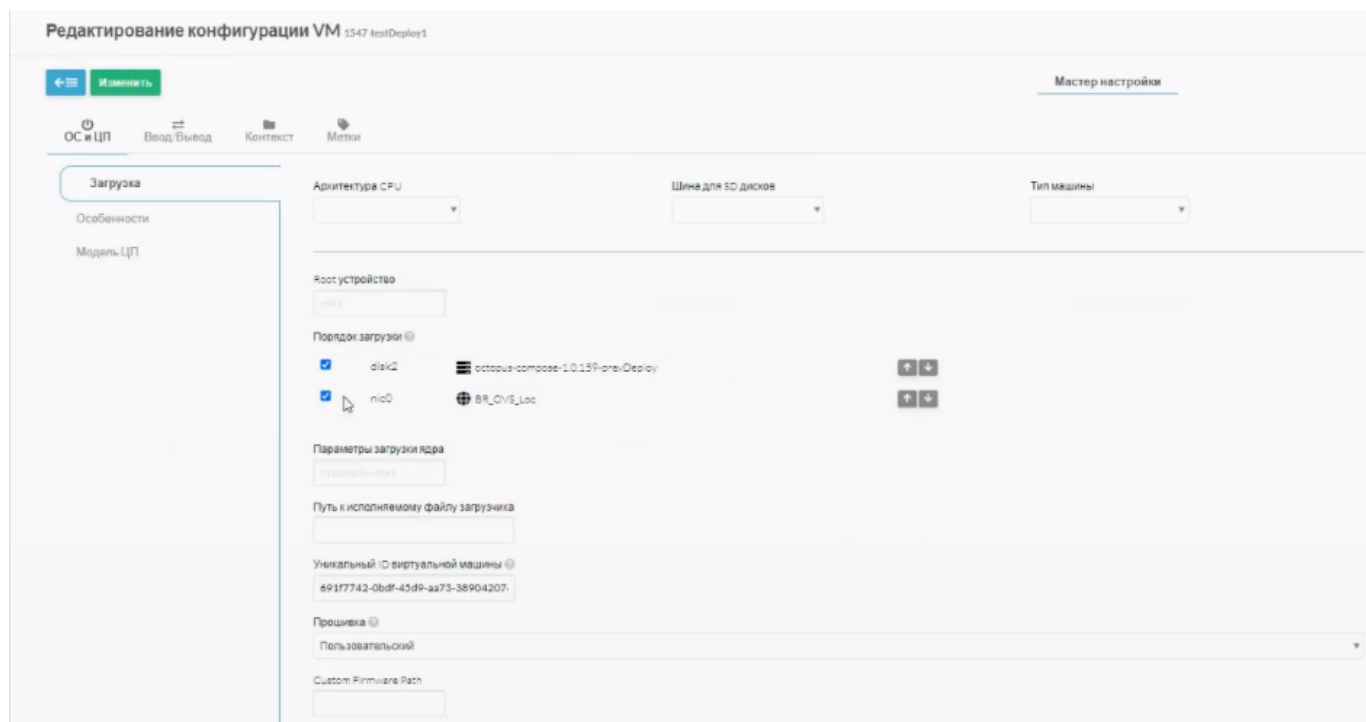 Редактирование конфигурации VM 1547 testDeploy1
Изменить
Мастер настройки
ОС и ЦП
Ввод/Вывод
Контекст
Метки
Загрузка
Особенности
Модель ЦП
Архитектура CPU
Шина для SD дисков
Тип машины
Root устройство
Порядок загрузки
disk2 octopus-compose-1.0.159-prevDeploy
nic0 BR_OVS_Loc
Параметры загрузки ядра
Путь к исполняемому файлу загрузчика
Уникальный ID виртуальной машины
691f7742-0bdf-45d9-aa73-38904207
Прошивка
Пользовательский
Custom Firmware Path